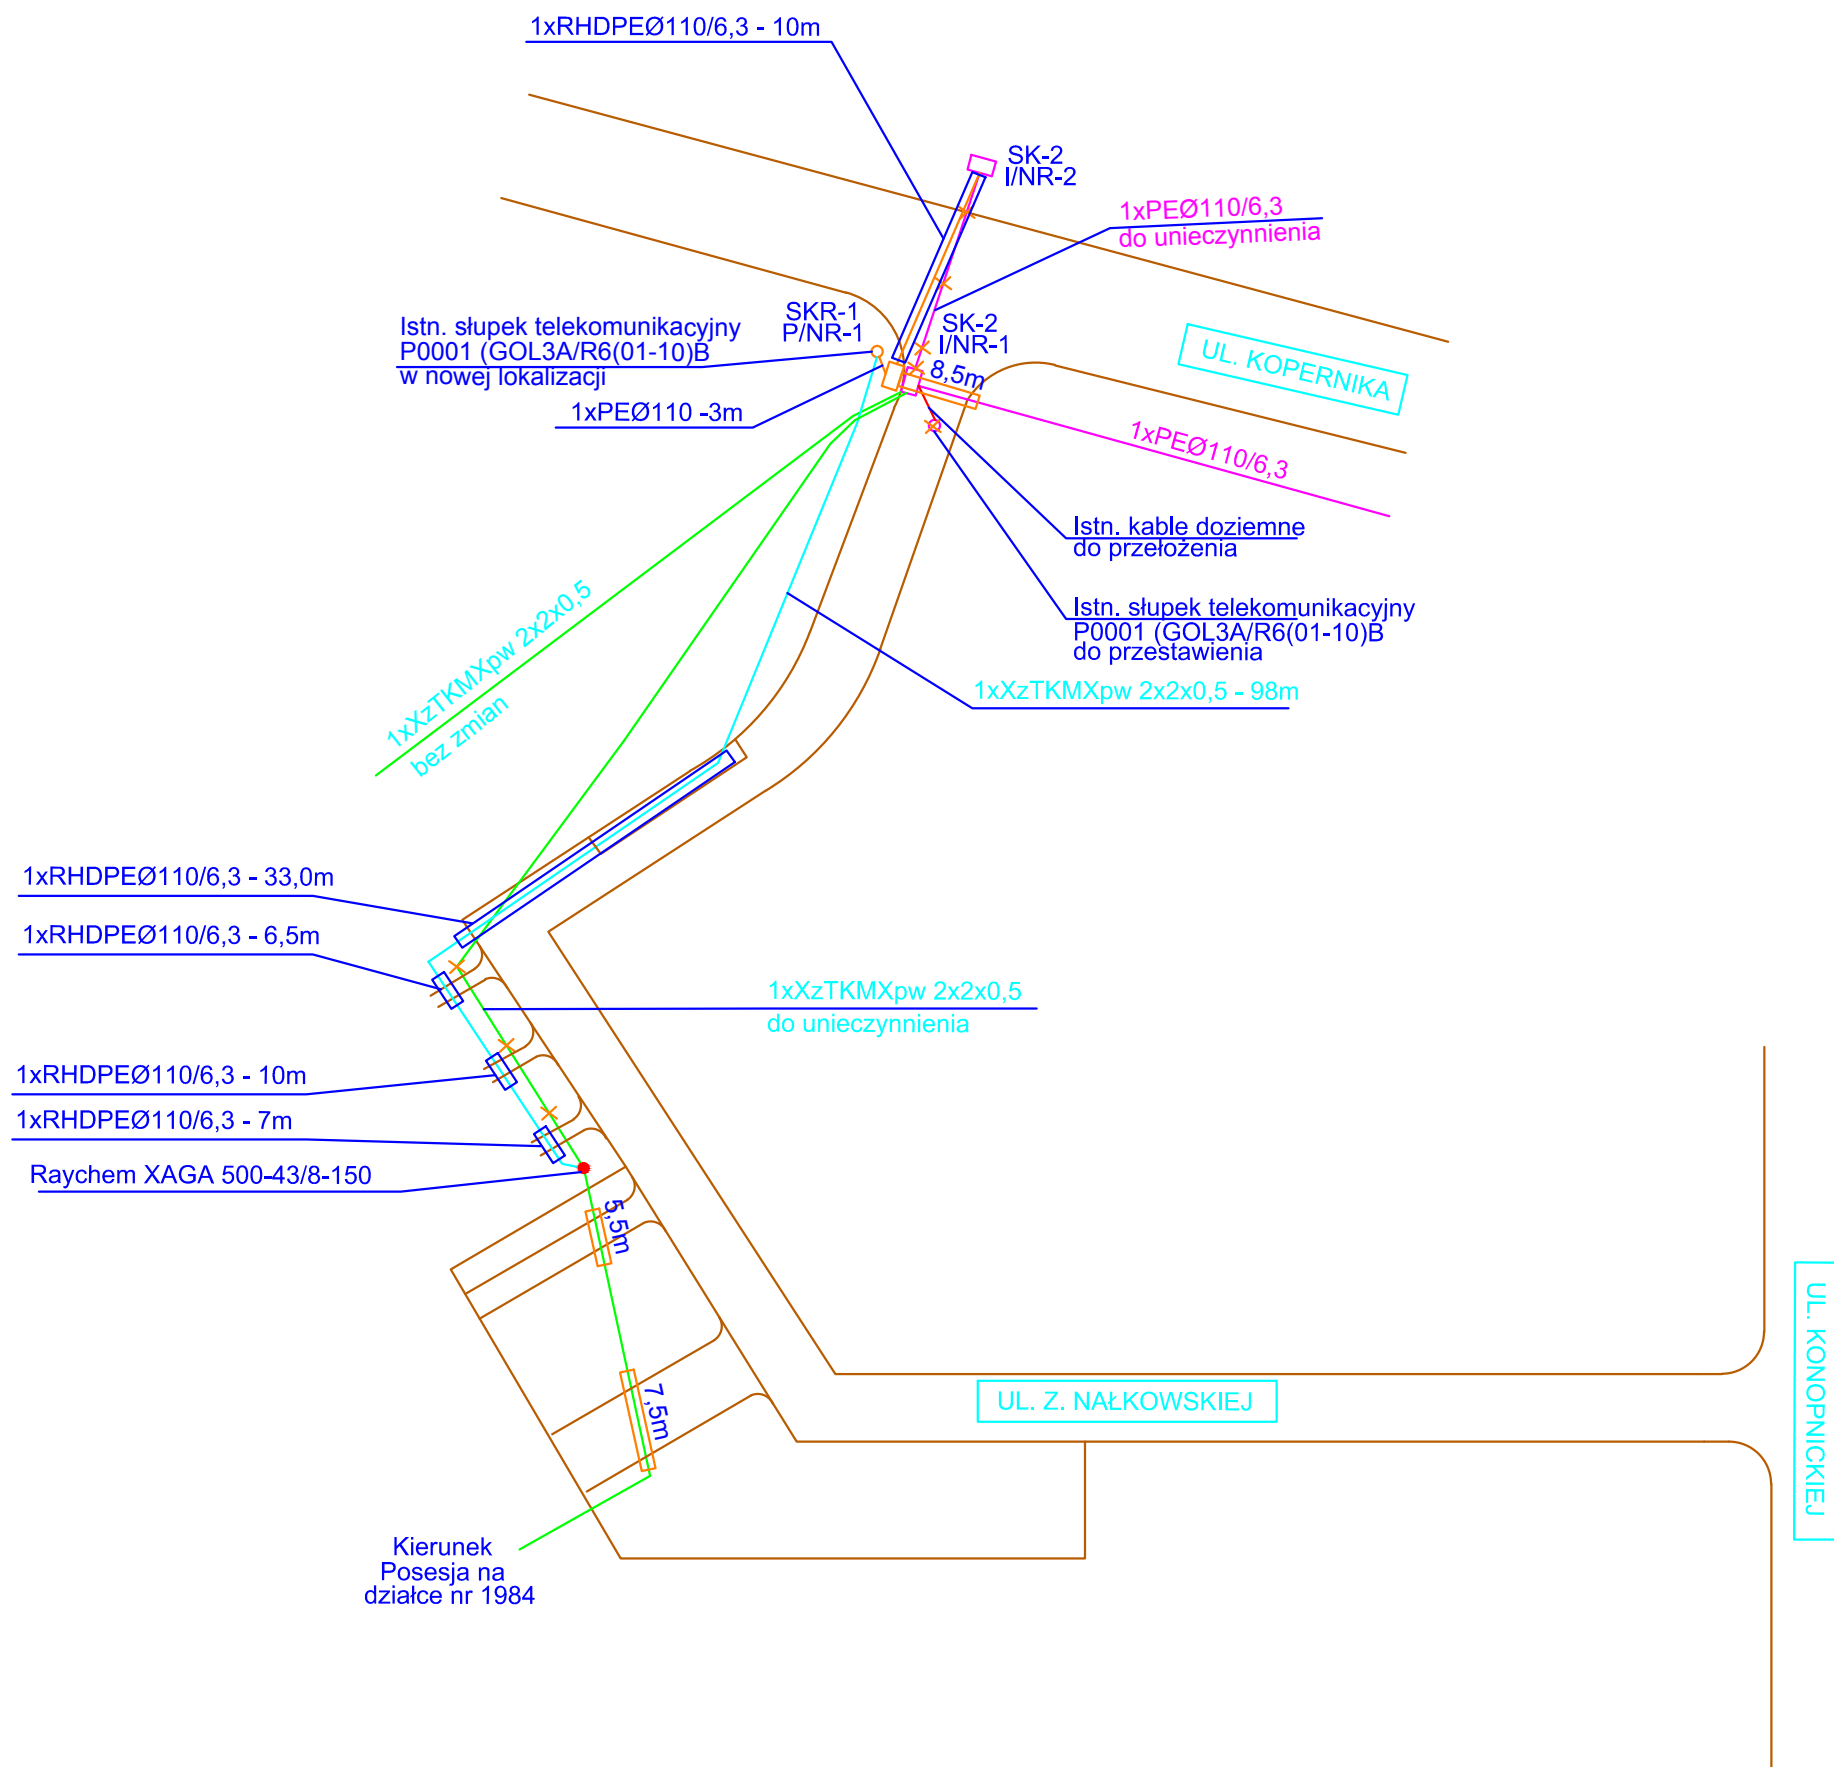 1xRHDPEØ110/6,3 - 10m
SK-2
I/NR-2
1xPEØ110/6,3
do unieczynnienia
SKR-1
P/NR-1
SK-2
I/NR-1
8,5m
Istn. słupek telekomunikacyjny
P0001 (GOL3A/R6(01-10)B
w nowej lokalizacji
1xPEØ110 -3m
UL. KOPERNIKA
1xPEØ110/6,3
Istn. kable doziemne
do przełożenia
Istn. słupek telekomunikacyjny
P0001 (GOL3A/R6(01-10)B
do przestawienia
1xXzTKMXpw 2x2x0,5 - 98m
1xXzTKMXpw 2x2x0,5
bez zmian
1xRHDPEØ110/6,3 - 33,0m
1xRHDPEØ110/6,3 - 6,5m
1xXzTKMXpw 2x2x0,5
do unieczynnienia
1xRHDPEØ110/6,3 - 10m
1xRHDPEØ110/6,3 - 7m
Raychem XAGA 500-43/8-150
5,5m
7,5m
UL. Z. NAŁKOWSKIEJ
UL. KONOPNICKIEJ
Kierunek
Posesja na
działce nr 1984